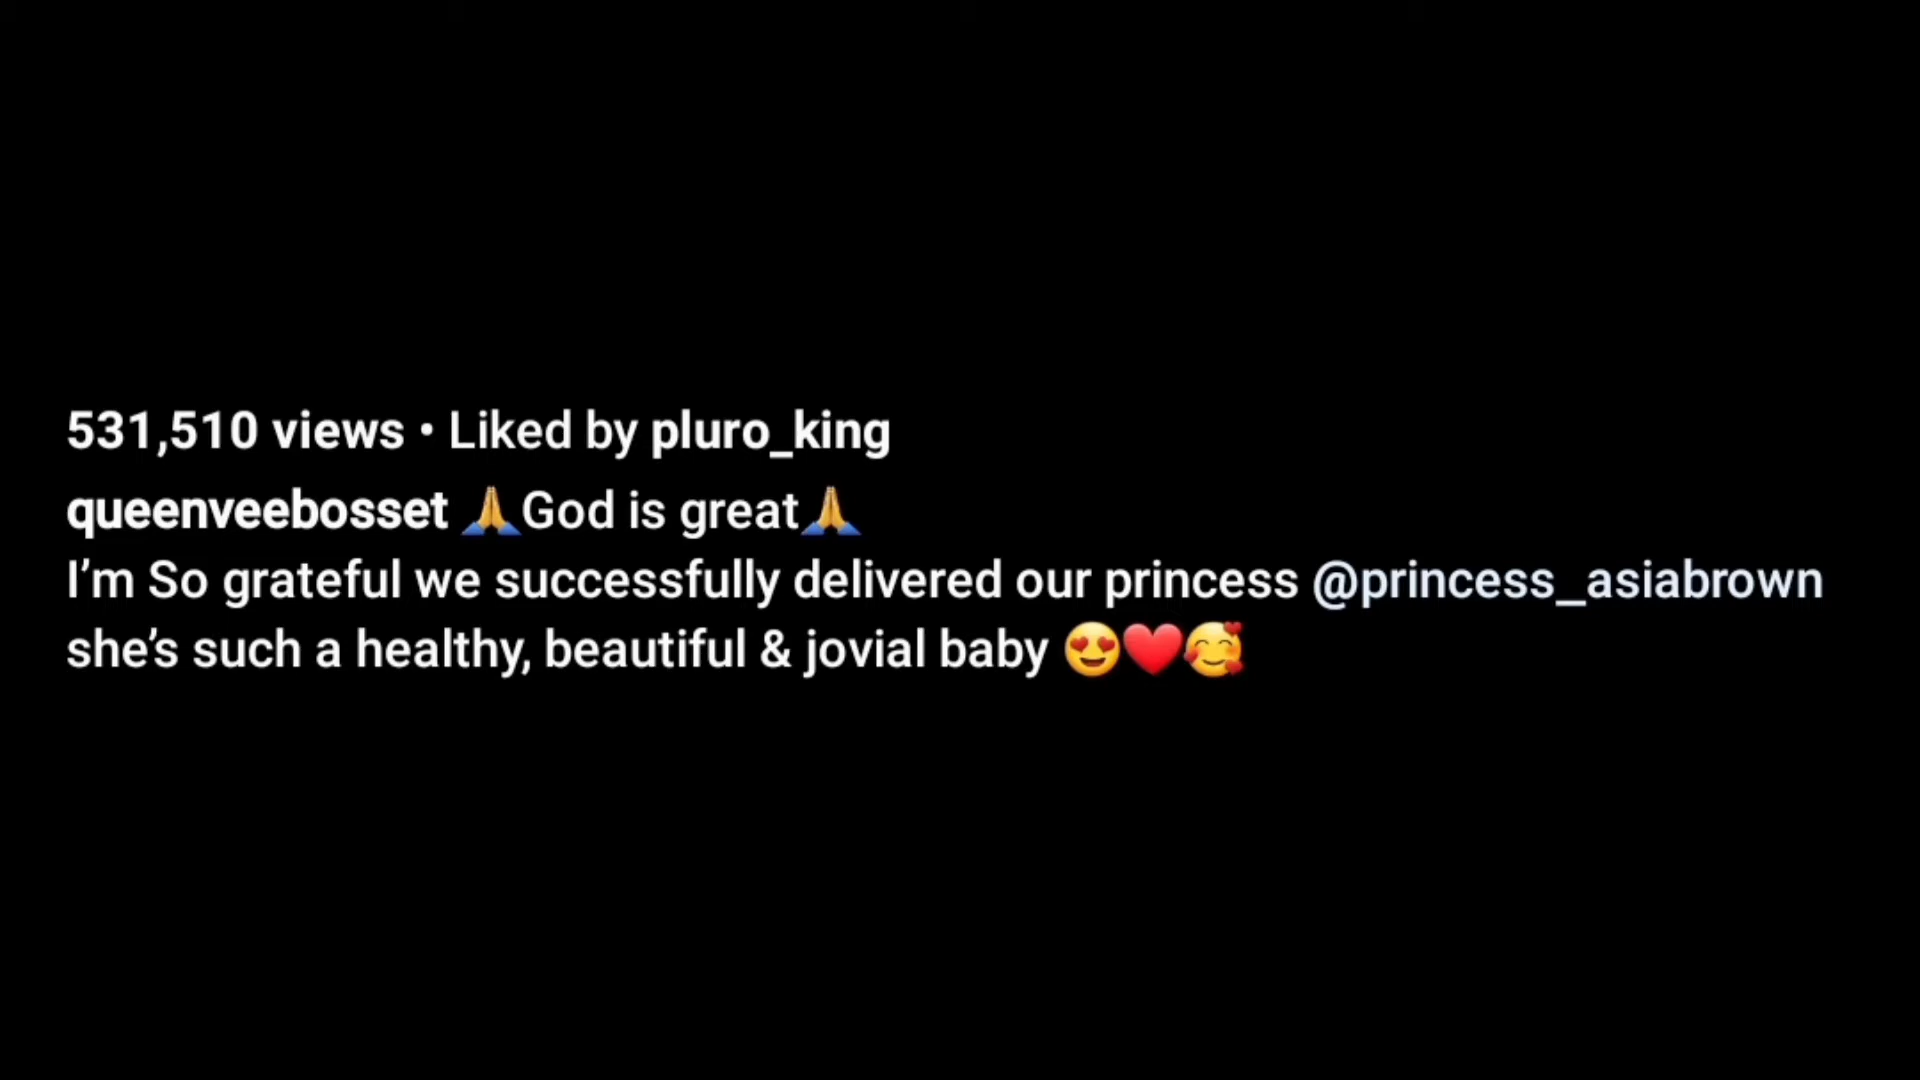 531,510 views • Liked by pluro_king
queenveebosset 🙏God is great🙏
I’m So grateful we successfully delivered our princess @princess_asiabrown
she’s such a healthy, beautiful & jovial baby 😍❤️🥰